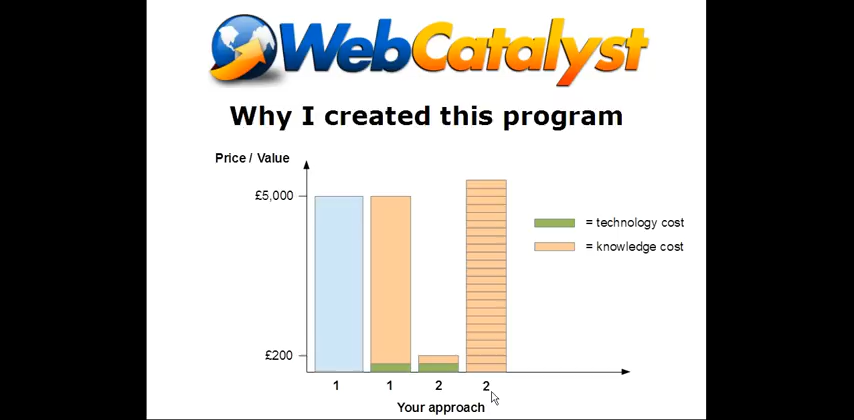 WebCatalyst
Why I created this program
Price / Value
£5,000
= technology cost
= knowledge cost
£200
1 1 2 2
Your approach